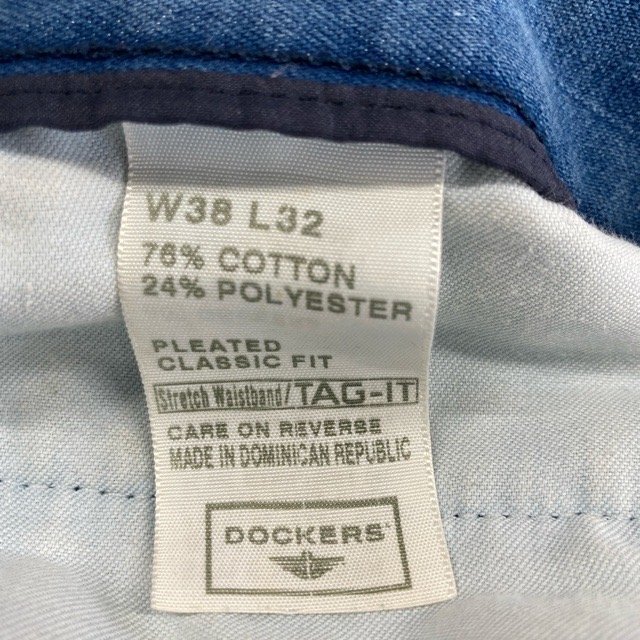 W38 L32
76% COTTON
24% POLYESTER
PLEATED
CLASSIC FIT
Stretch Waistband/TAG-IT
CARE ON REVERSE
MADE IN DOMINICAN REPUBLIC
DOCKERS